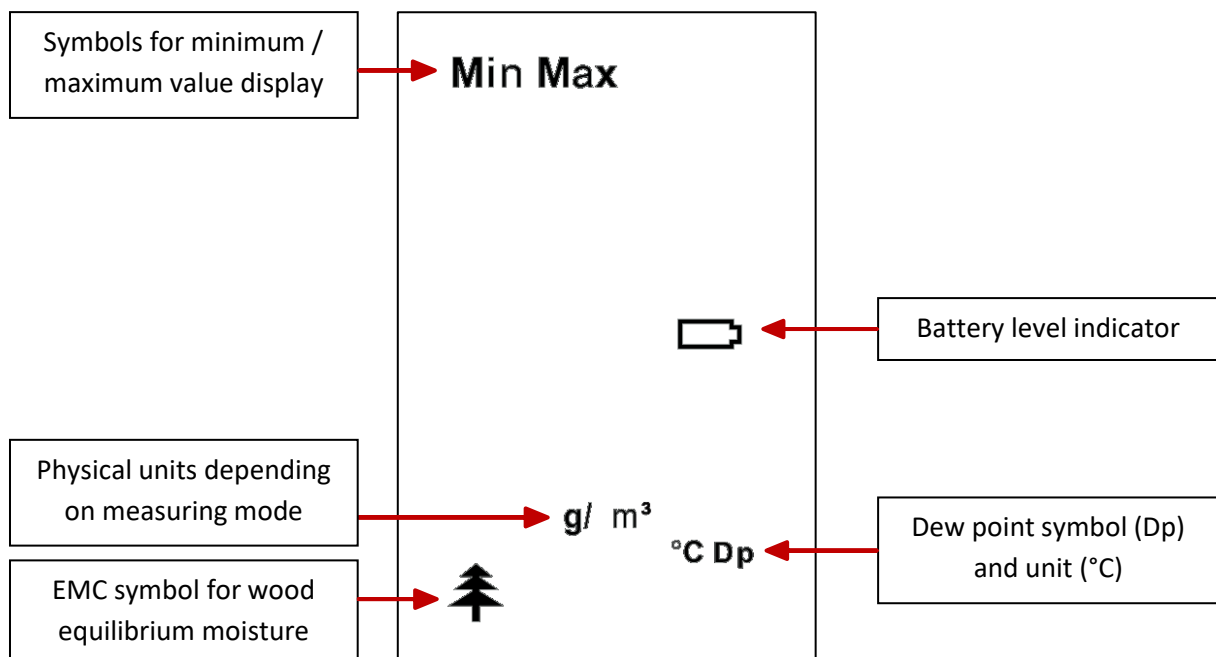 Symbols for minimum /
maximum value display
Min Max
Battery level indicator
Physical units depending
on measuring mode
g/ m³
Dew point symbol (Dp)
and unit (°C)
°C Dp
EMC symbol for wood
equilibrium moisture